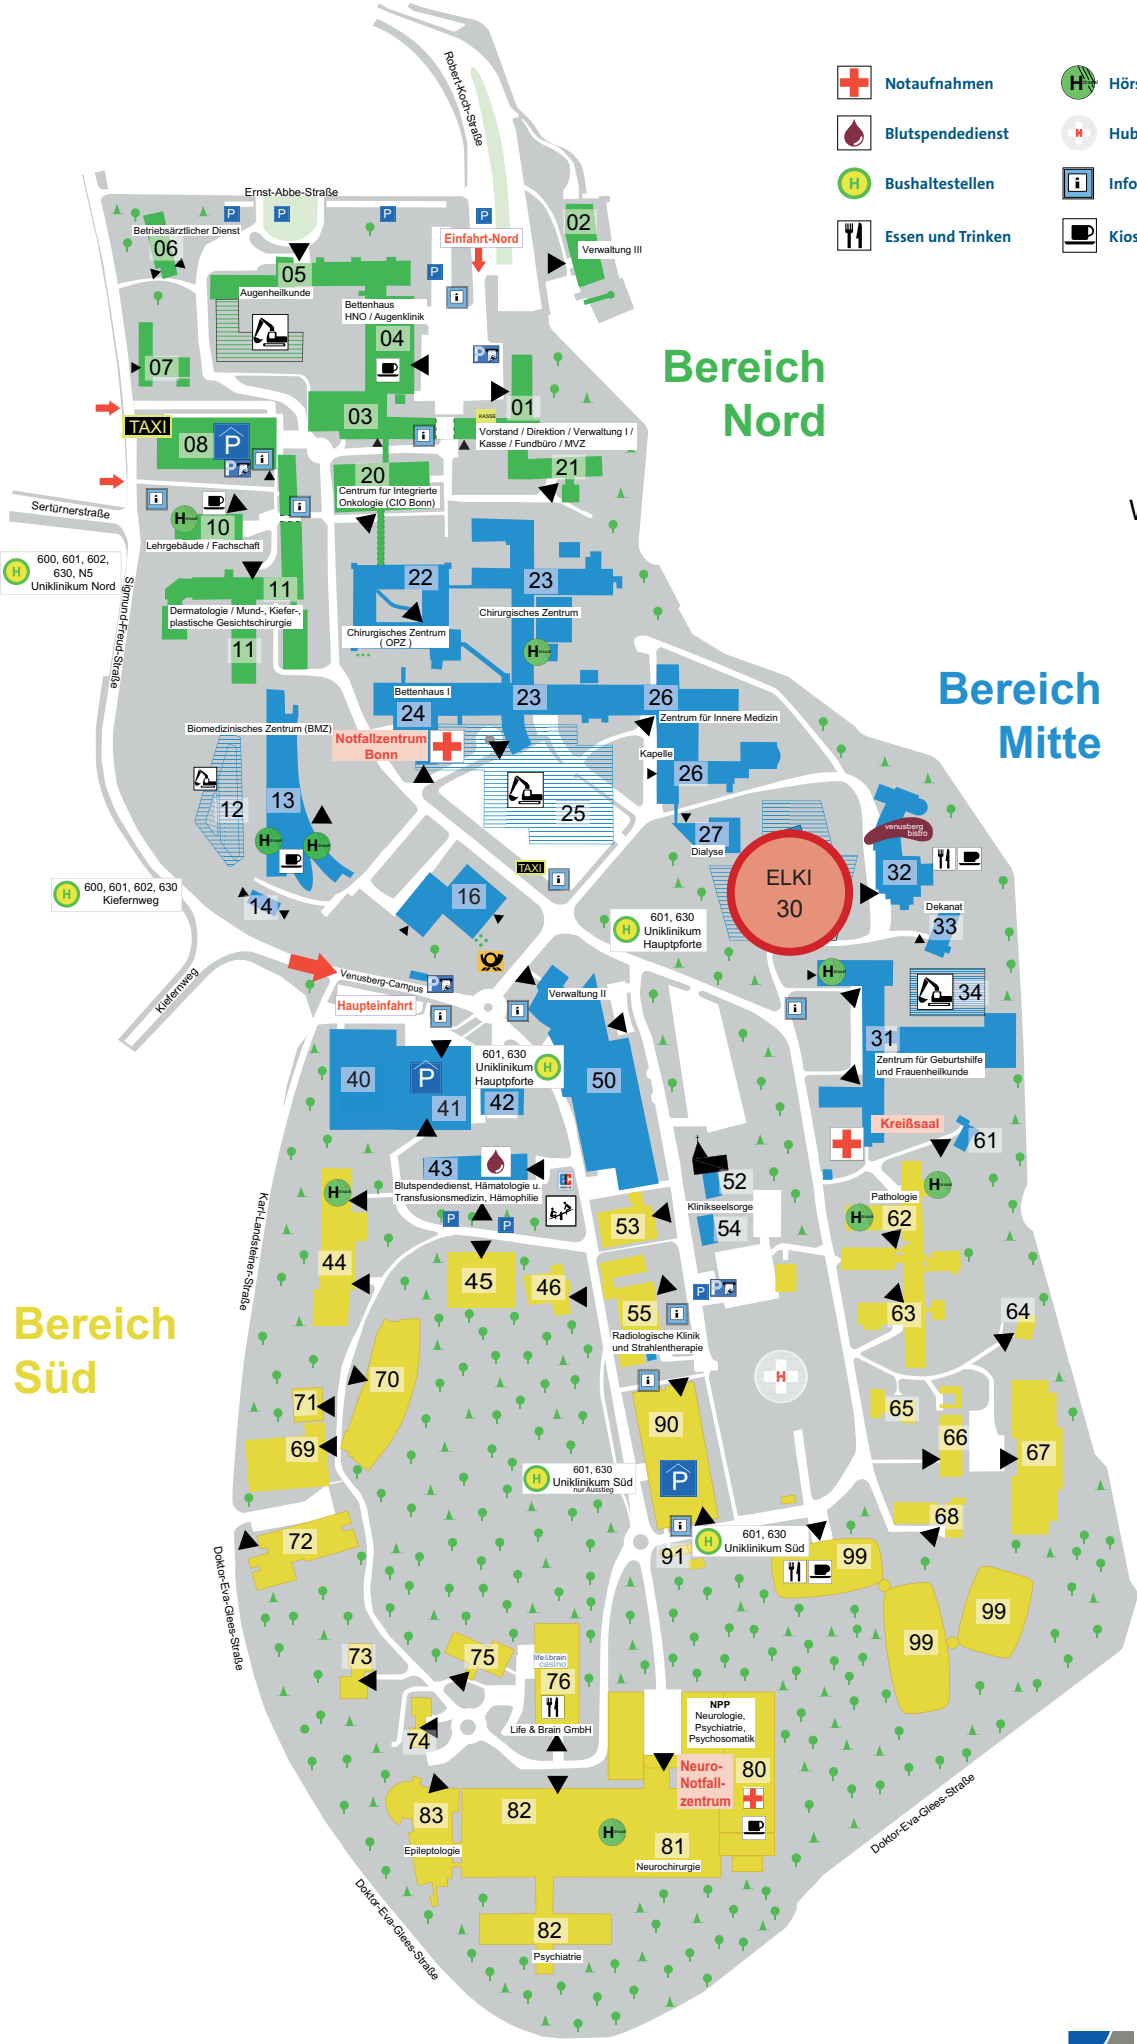 Robert-Koch-Straße
Notaufnahmen
Hörs
Blutspendedienst
Hub
H
Bushaltestellen
Info
Essen und Trinken
Kios
Ernst-Abbe-Straße
P
P
P
P
Betriebsärztlicher Dienst
06
Einfahrt-Nord
02
Verwaltung III
05
Augenheilkunde
P
Bettenhaus
HNO / Augenklinik
04
07
01
03
KASSE
Vorstand / Direktion / Verwaltung I /
Kasse / Fundbüro / MVZ
Bereich
Nord
TAXI
08
P
20
Centrum für Integrierte
Onkologie (CIO Bonn)
21
Sertürnerstraße
10
Lehrgebäude / Fachschaft
H
600, 601, 602,
630, N5
Uniklinikum Nord
Sigmund-Freud-Straße
11
Dermatologie / Mund-, Kiefer-,
plastische Gesichtschirurgie
11
22
23
Chirurgisches Zentrum
Chirurgisches Zentrum
( OPZ )
Bettenhaus I
24
23
26
Zentrum für Innere Medizin
Bereich
Mitte
Biomedizinisches Zentrum (BMZ)
Notfallzentrum
Bonn
Kapelle
26
12
13
25
27
Dialyse
venusberg
bistro
ELKI
30
32
TAXI
H
600, 601, 602, 630
Kiefernweg
14
16
H
601, 630
Uniklinikum
Hauptpforte
Dekanat
33
Kiefernweg
Venusberg-Campus
Haupteinfahrt
Verwaltung II
34
31
Zentrum für Geburtshilfe
und Frauenheilkunde
40
P
41
601, 630
Uniklinikum
Hauptpforte
H
42
50
Kreißsaal
61
43
Blutspendedienst, Hämatologie u.
Transfusionsmedizin, Hämophilie
P
P
52
Klinikseelsorge
54
53
Pathologie
62
Karl-Landsteiner-Straße
44
45
46
55
Radiologische Klinik
und Strahlentherapie
P
63
64
Bereich
Süd
70
71
69
H
90
P
65
66
67
H
601, 630
Uniklinikum Süd
nur Ausstieg
68
H
601, 630
Uniklinikum Süd
91
99
99
99
72
Doktor-Eva-Glees-Straße
73
75
life&brain
casino
76
Life & Brain GmbH
74
NPP
Neurologie,
Psychiatrie,
Psychosomatik
Neuro-
Notfall-
zentrum
80
83
Epileptologie
82
81
Neurochirurgie
Doktor-Eva-Glees-Straße
Doktor-Eva-Glees-Straße
82
Psychiatrie